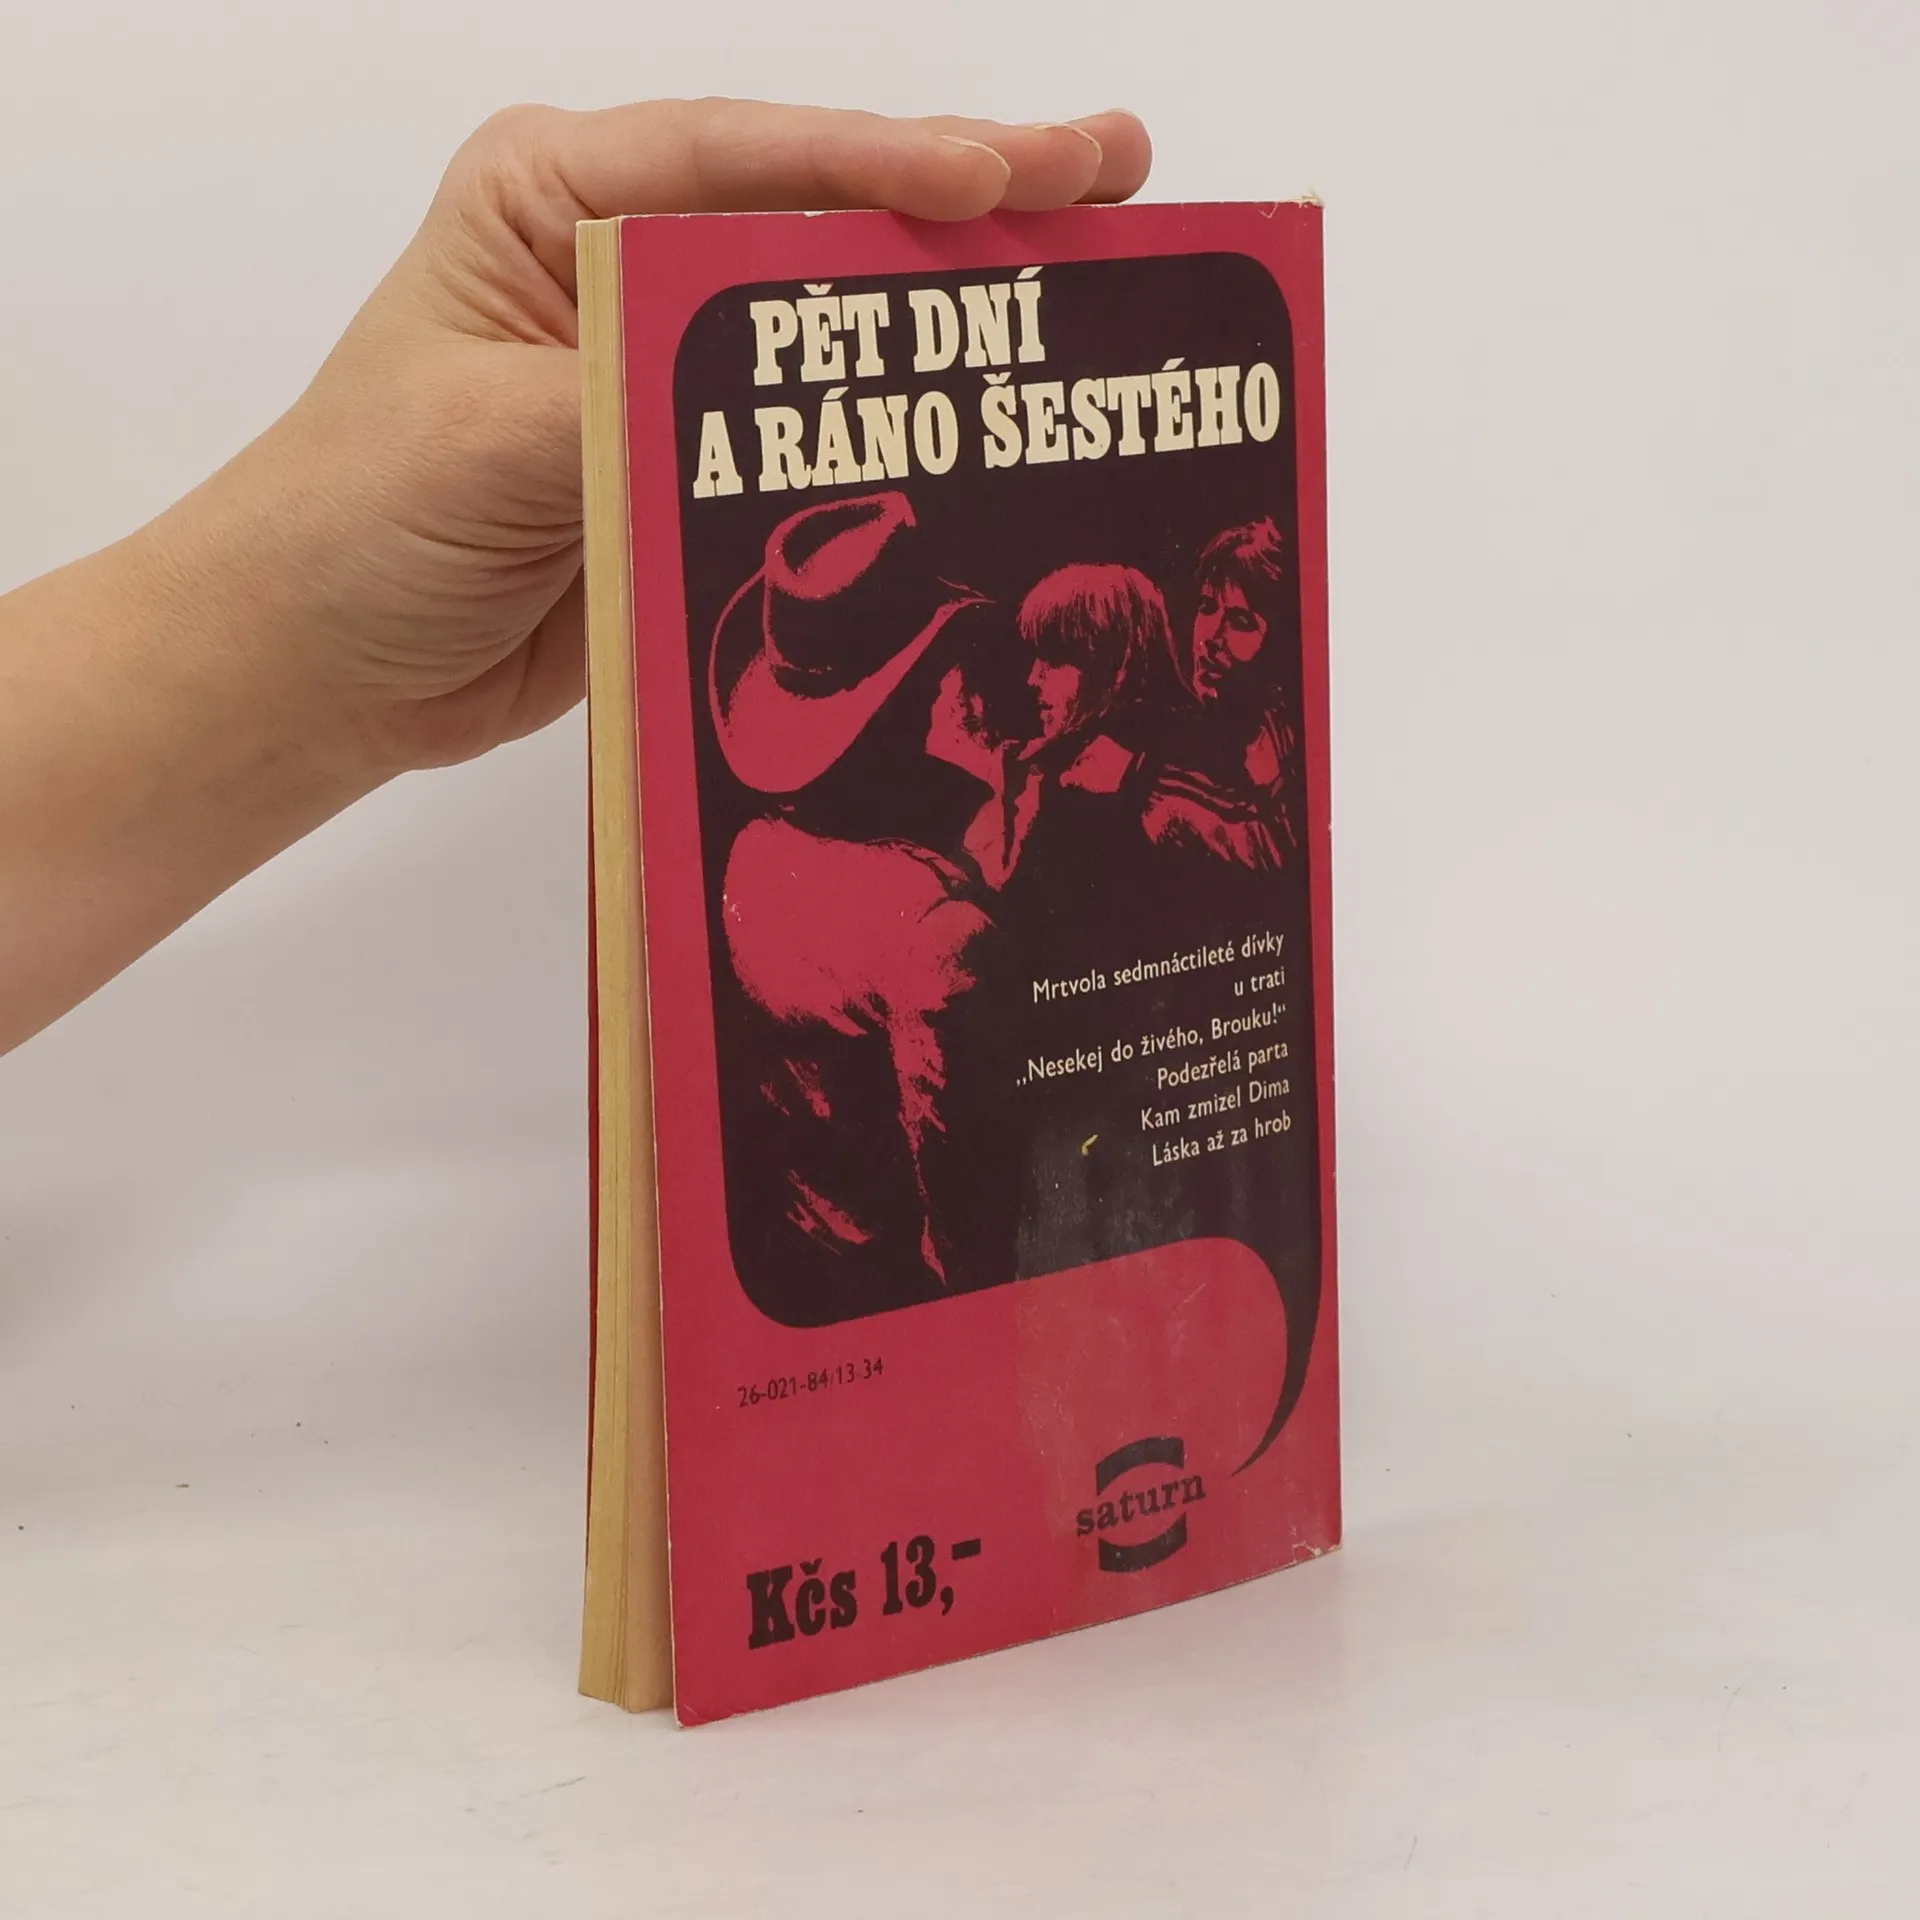 PĚT DNÍ
A RÁNO ŠESTÉHO
Mrtvola sedmnáctileté dívky
u trati
„Nesekej do živého, Brouku!“
Podezřelá parta
Kam zmizel Dima
Láska až za hrob
26-021-84/13 34
saturn
Kčs 13,-